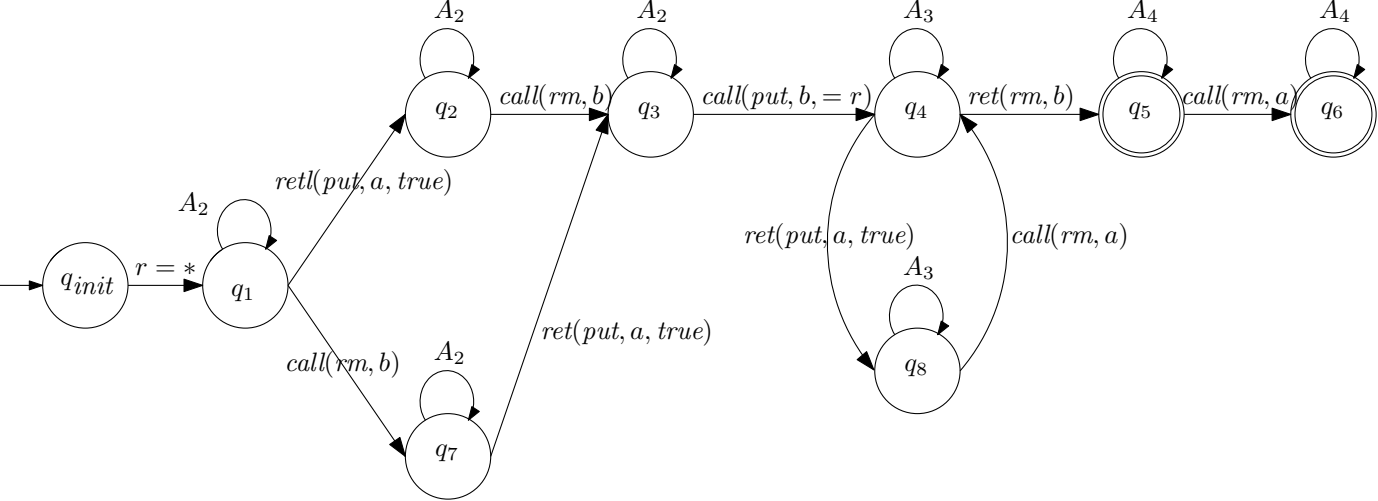 A₂
A₂
A₃
A₄
A₄
q₂
call(rm, b)
q₃
call(put, b, = r)
q₄
ret(rm, b)
q₅
call(rm, a)
q₆
retl(put, a, true)
A₂
ret(put, a, true)
call(rm, a)
q_init
r = ∗
q₁
A₃
ret(put, a, true)
call(rm, b)
A₂
q₈
q₇